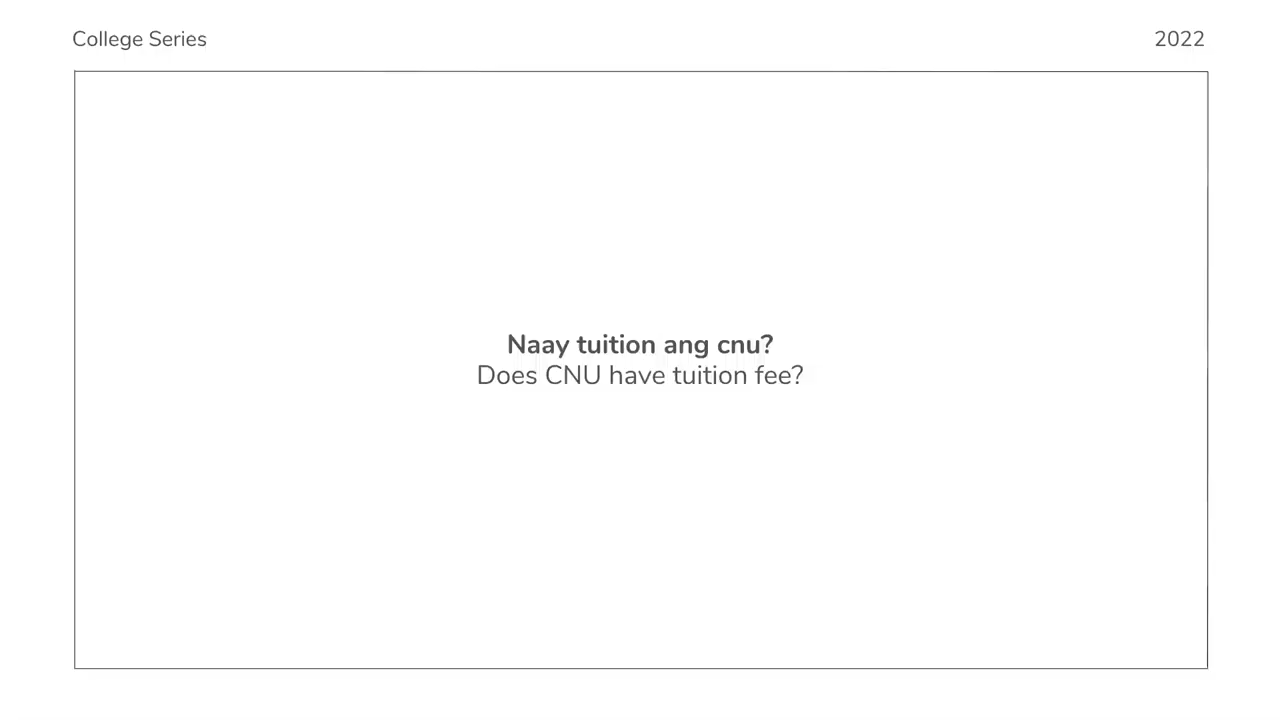 College Series
2022
Naay tuition ang cnu?
Does CNU have tuition fee?